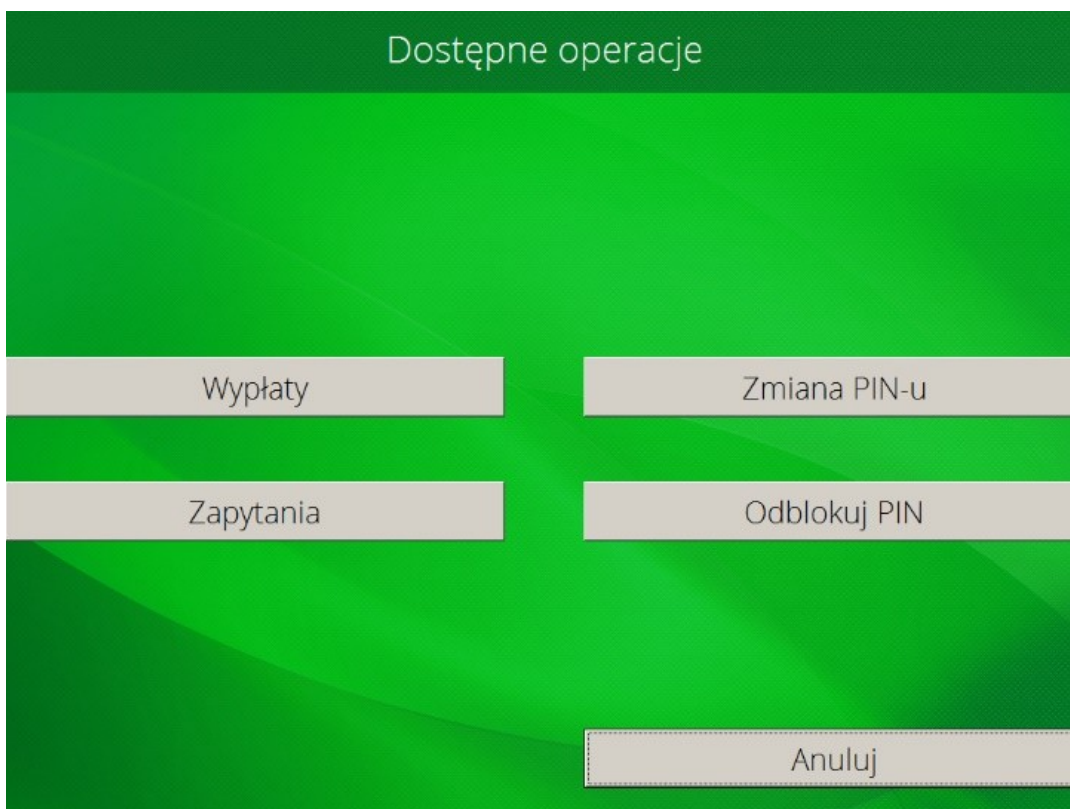 Dostępne operacje
Wypłaty
Zmiana PIN-u
Zapytania
Odblokuj PIN
Anuluj